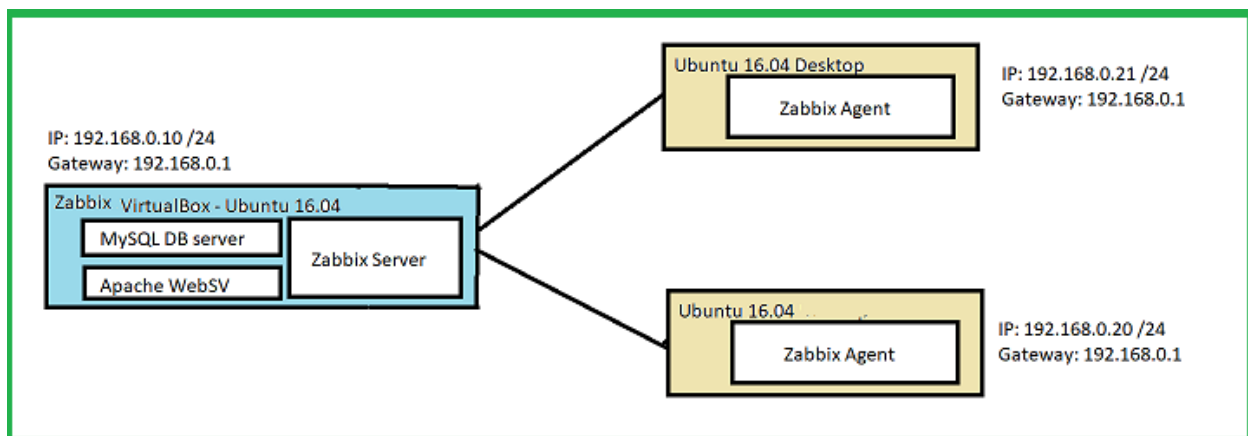 Ubuntu 16.04 Desktop
Zabbix Agent
IP: 192.168.0.21 /24
Gateway: 192.168.0.1
IP: 192.168.0.10 /24
Gateway: 192.168.0.1
Zabbix VirtualBox - Ubuntu 16.04
MySQL DB server
Zabbix Server
Apache WebSV
Ubuntu 16.04
Zabbix Agent
IP: 192.168.0.20 /24
Gateway: 192.168.0.1